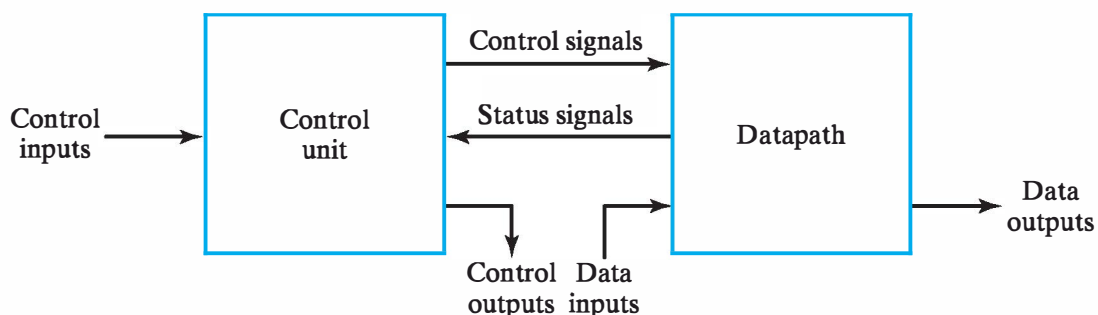 Control signals
Status signals
Control
inputs
Control
unit
Datapath
Data
outputs
Control
outputs
Data
inputs